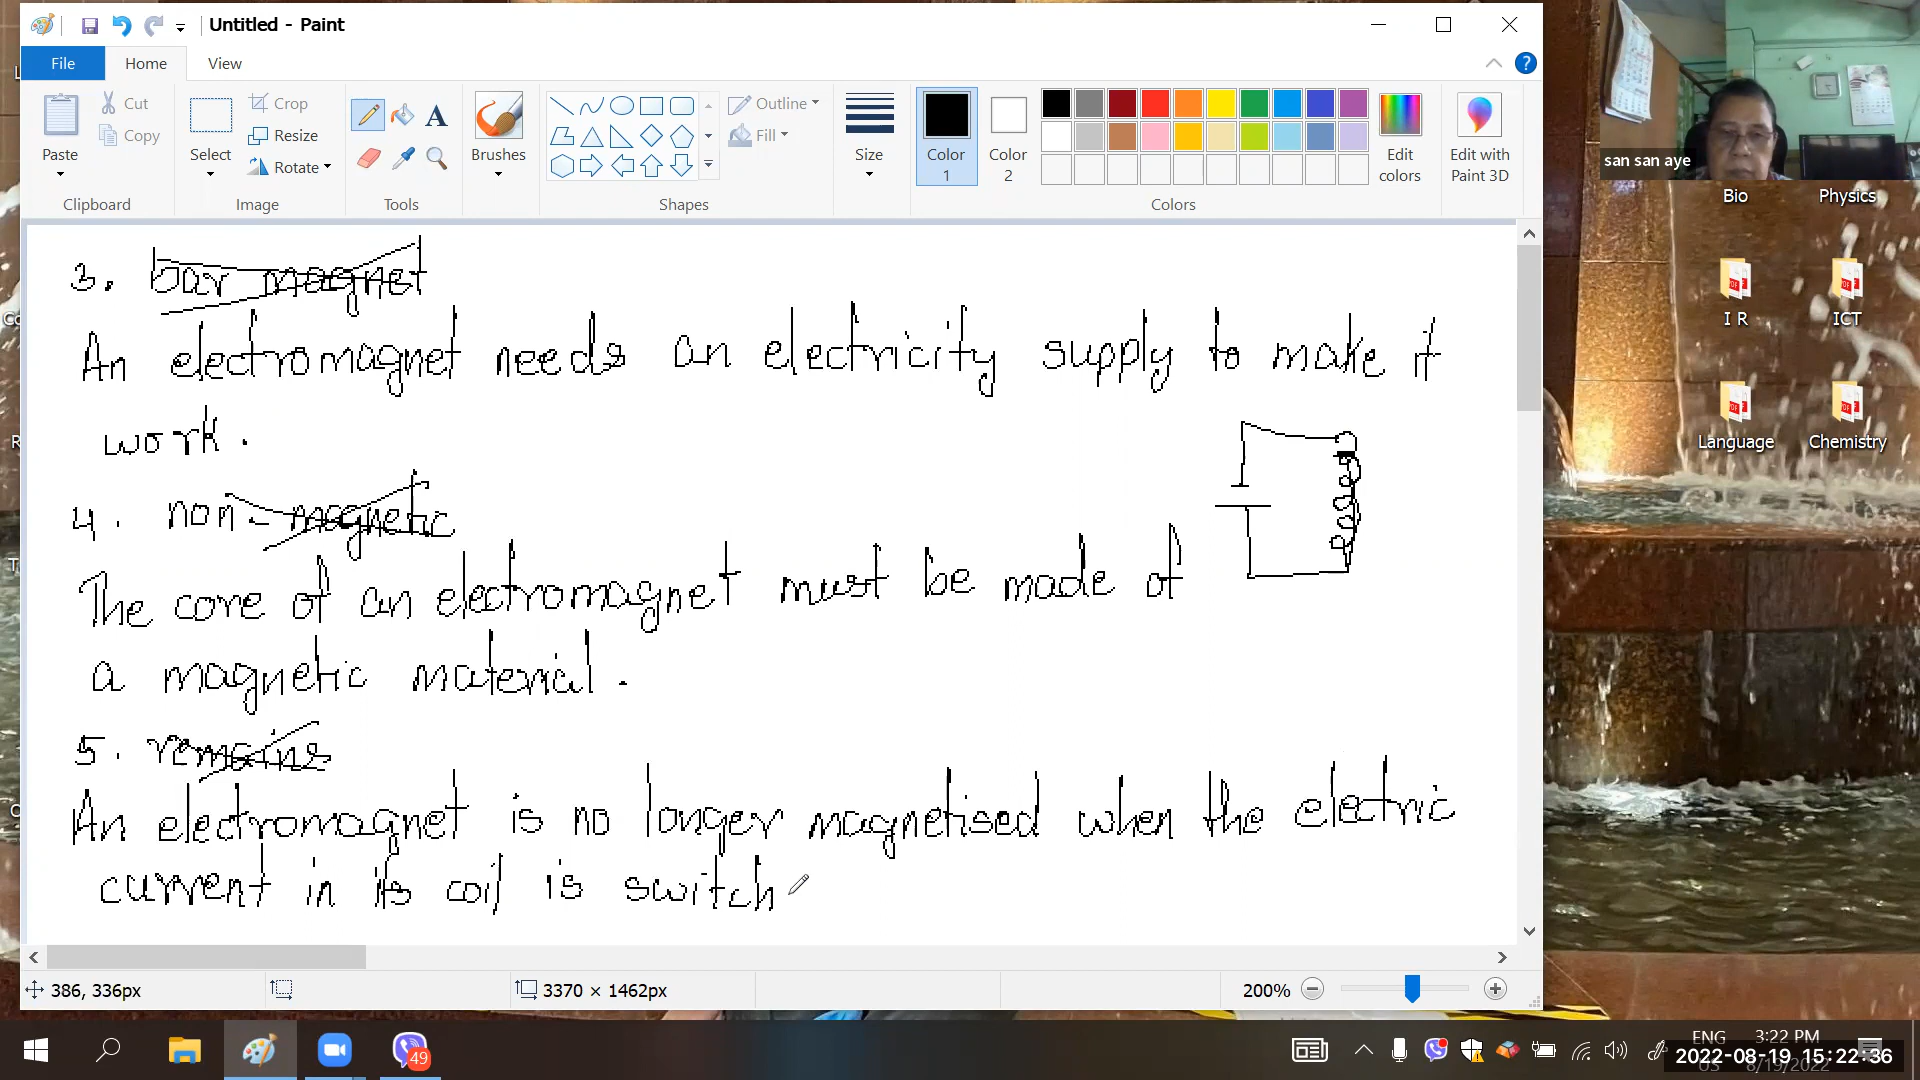 Untitled - Paint
File Home View
Paste
Cut
Copy
Clipboard
Select
Crop
Resize
Rotate
Image
A
Tools
Brushes
Shapes
Outline
Fill
Size
Color 1
Color 2
Edit colors
Edit with Paint 3D
Colors
san san aye
Bio Physics
I R ICT
Language Chemistry
3. bar magnet
An electromagnet needs an electricity supply to make it
work.
4. non-magnetic
The core of an electromagnet must be made of
a magnetic material.
5. remains
An electromagnet is no longer magnetised when the electric
current in its coil is switch
386, 336px
3370 × 1462px
200%
49
ENG
3:22 PM
2022-08-19 15:22:36